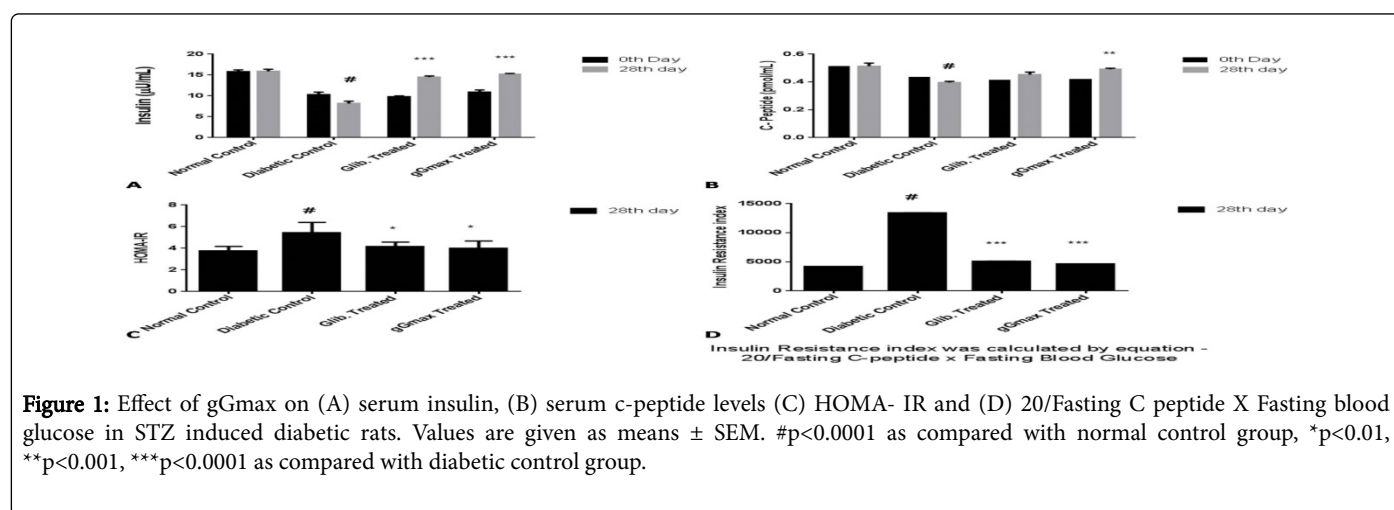 20
15
10
5
0
Insulin (µU/mL)
# *** ***
0th Day
28th day
Normal Control
Diabetic Control
Glib. Treated
gGmax Treated
A
0.6
0.4
0.2
0.0
C-Peptide (pmol/mL)
# **
0th Day
28th day
Normal Control
Diabetic Control
Glib. Treated
gGmax Treated
B
8
6
4
2
0
HOMA-IR
# * *
28th day
Normal Control
Diabetic Control
Glib. Treated
gGmax Treated
C
15000
10000
5000
0
Insulin Resistance index
# *** ***
28th day
Normal Control
Diabetic Control
Glib. Treated
gGmax Treated
D
Insulin Resistance index was calculated by equation -
20/Fasting C-peptide x Fasting Blood Glucose
Figure 1: Effect of gGmax on (A) serum insulin, (B) serum c-peptide levels (C) HOMA- IR and (D) 20/Fasting C peptide X Fasting blood
glucose in STZ induced diabetic rats. Values are given as means ± SEM. #p<0.0001 as compared with normal control group, *p<0.01,
**p<0.001, ***p<0.0001 as compared with diabetic control group.